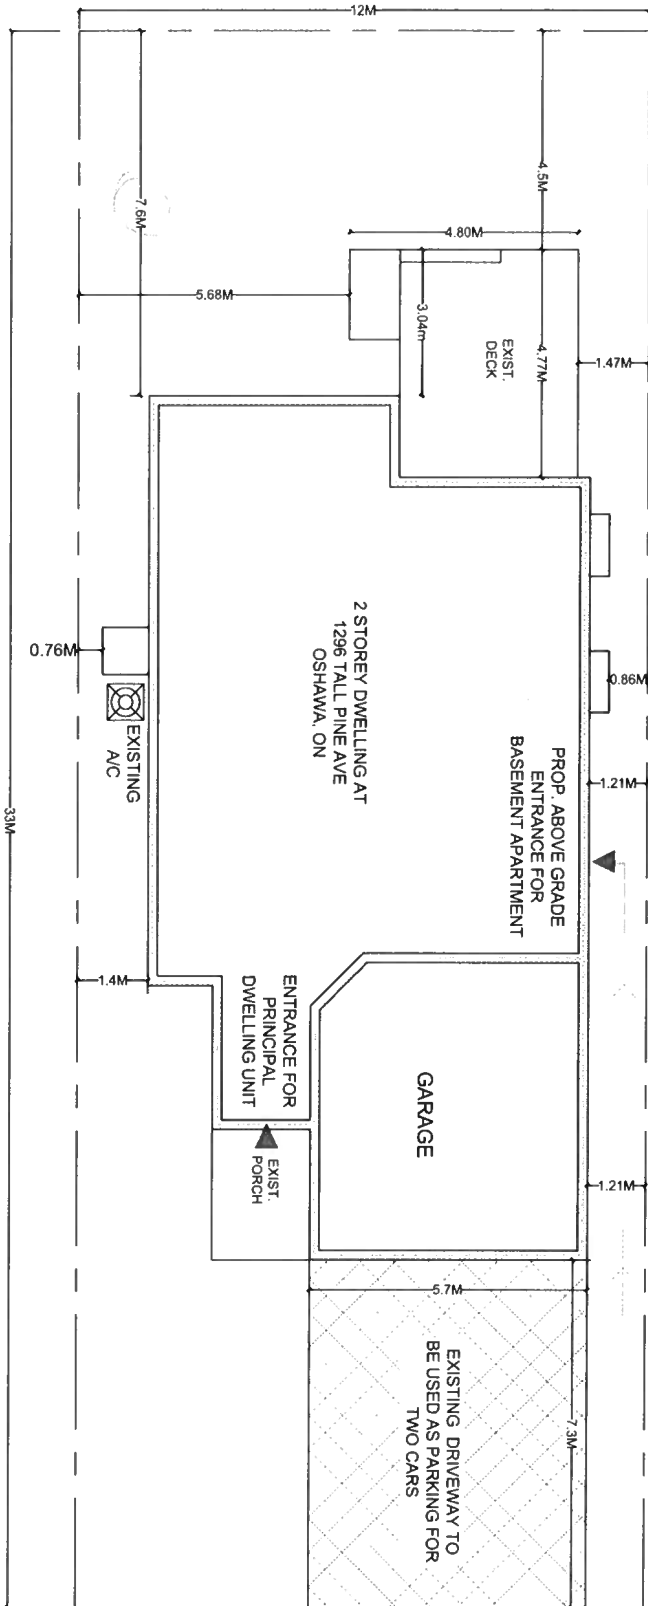 12M
33M
7.6M
4.5M
4.80M
5.68M
3.04m
EXIST.
DECK
4.77M
1.47M
2 STOREY DWELLING AT
1296 TALL PINE AVE
OSHAWA, ON
0.76M
EXISTING
A/C
0.86M
1.21M
PROP. ABOVE GRADE
ENTRANCE FOR
BASEMENT APARTMENT
1.4M
ENTRANCE FOR
PRINCIPAL
DWELLING UNIT
GARAGE
EXIST.
PORCH
1.21M
5.7M
7.3M
EXISTING DRIVEWAY TO
BE USED AS PARKING FOR
TWO CARS